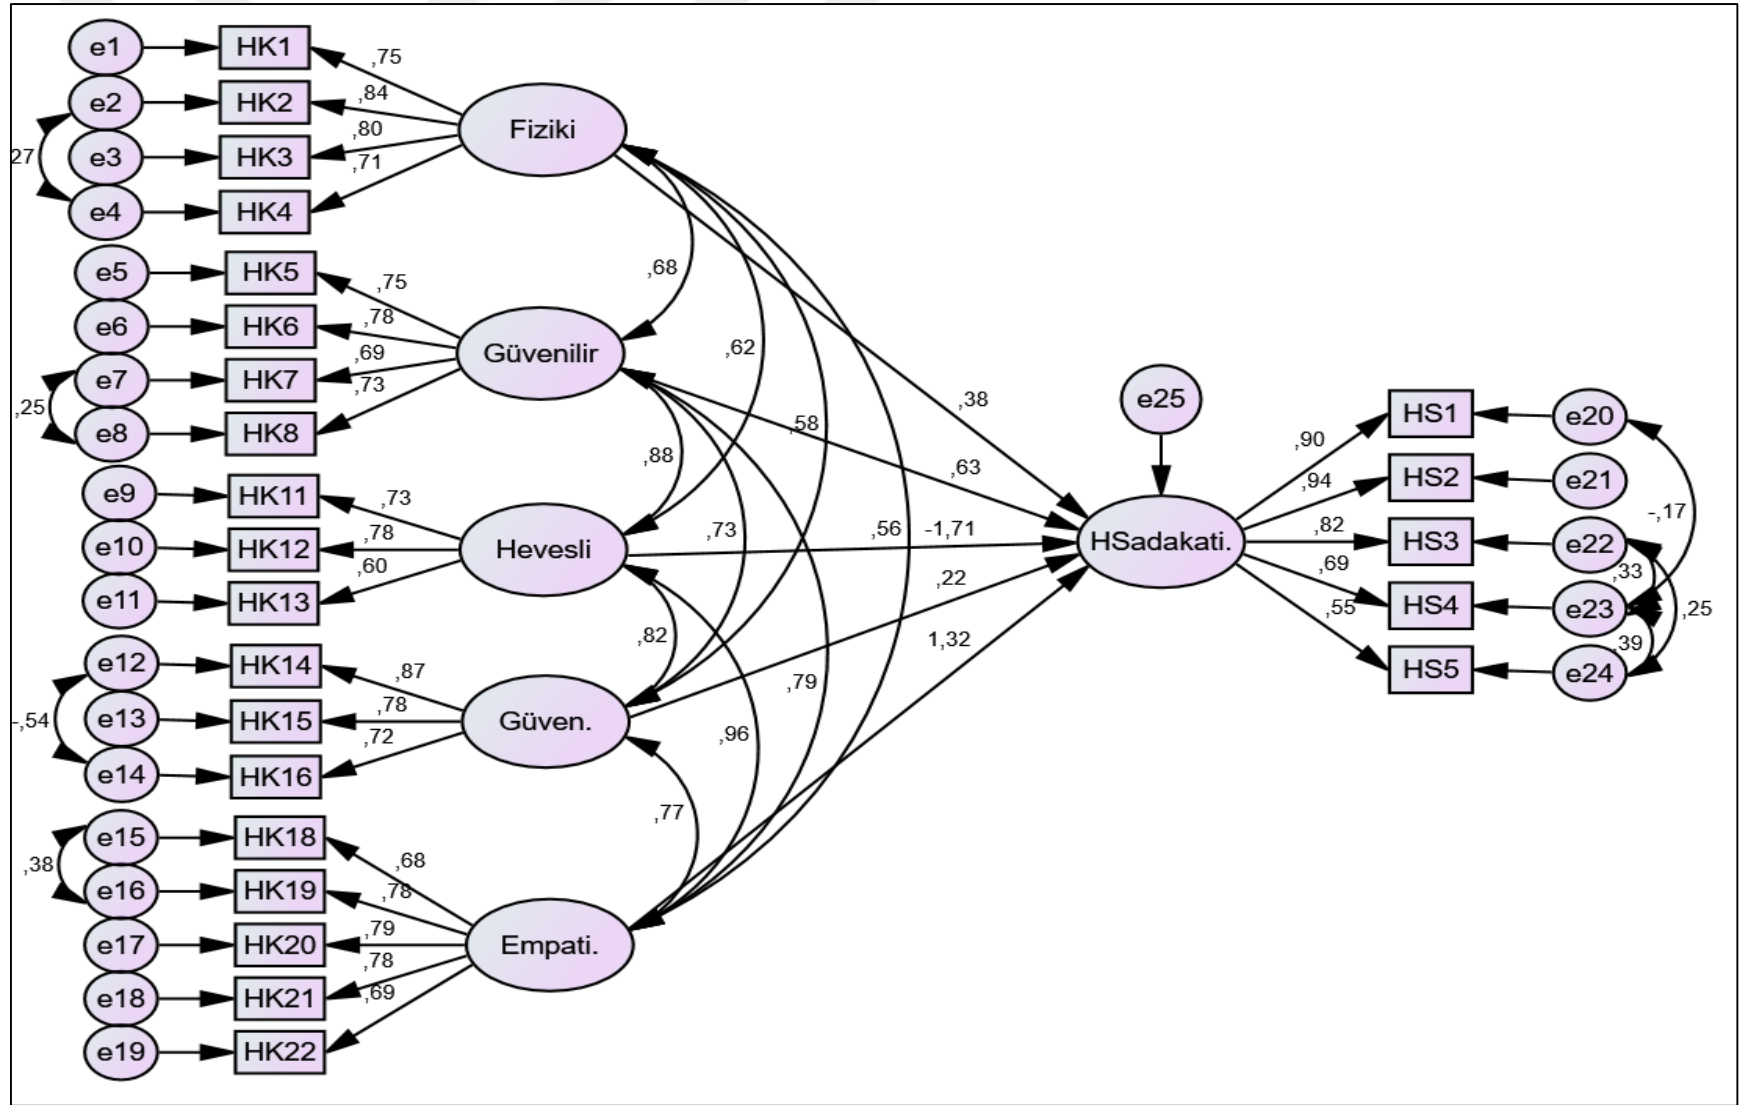 e1 HK1 ,75
e2 HK2 ,84
Fiziki
27 e3 HK3 ,80
e4 HK4 ,71
e5 HK5 ,75
,68
e6 HK6 ,78
Güvenilir
,62
e7 HK7 ,69
,25
e8 HK8 ,73
,38
,58
,88
,63
e9 HK11 ,73
e10 HK12 ,78
Hevesli
,73
,56
-1,71
e11 HK13 ,60
,22
,82
1,32
e12 HK14 ,87
-,54
e13 HK15 ,78
Güven.
,79
,96
e14 HK16 ,72
,77
e15 HK18 ,68
,38
e16 HK19 ,78
e17 HK20 ,79
Empati.
e18 HK21 ,78
e19 HK22 ,69
e25
HSadakati.
,90 HS1 e20
,94 HS2 e21
-,17
,82 HS3 e22
,33
,69 HS4 e23
,25
,55 HS5 e24
,39